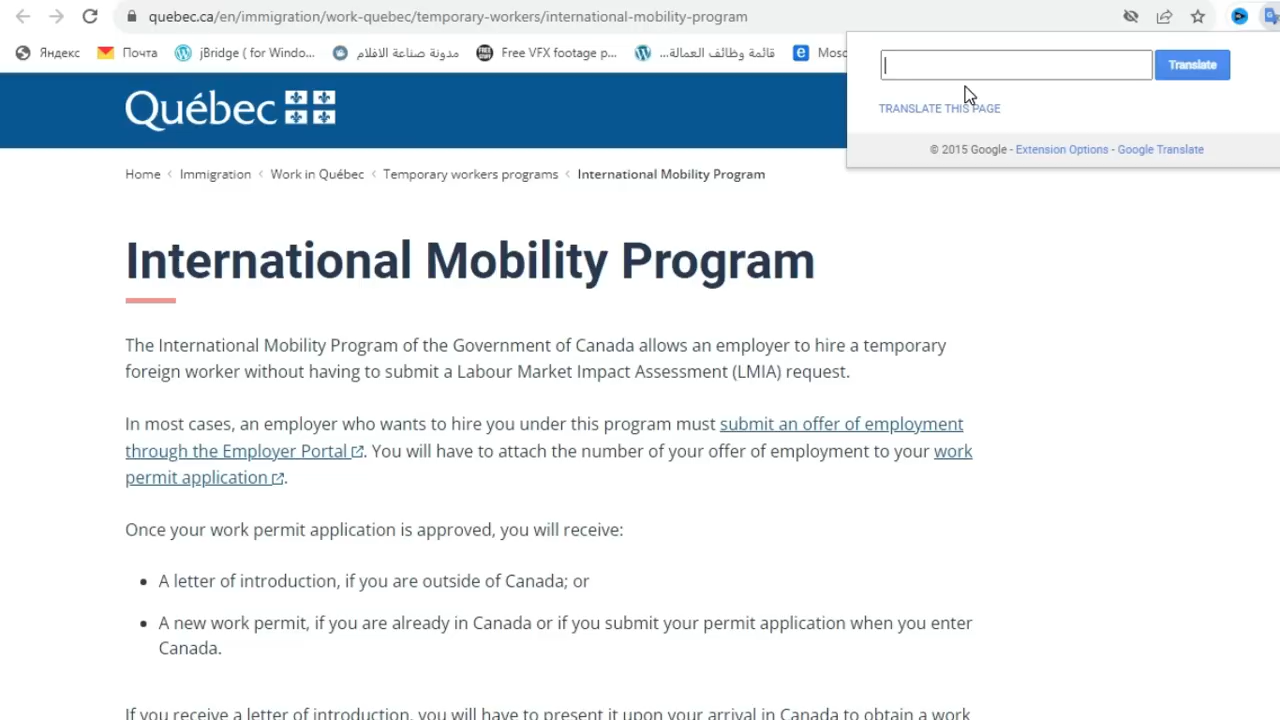 québec.ca/en/immigration/work-quebec/temporary-workers/international-mobility-program
Яндекс Почта jBridge ( for Windo... مدونة صناعة الافلام Free VFX footage p... قائمة وظائف العمالة... Mosc
Translate
TRANSLATE THIS PAGE
© 2015 Google - Extension Options - Google Translate
Québec
Home < Immigration < Work in Québec < Temporary workers programs < International Mobility Program
International Mobility Program
The International Mobility Program of the Government of Canada allows an employer to hire a temporary
foreign worker without having to submit a Labour Market Impact Assessment (LMIA) request.
In most cases, an employer who wants to hire you under this program must submit an offer of employment
through the Employer Portal. You will have to attach the number of your offer of employment to your work
permit application.
Once your work permit application is approved, you will receive:
• A letter of introduction, if you are outside of Canada; or
• A new work permit, if you are already in Canada or if you submit your permit application when you enter
Canada.
If you receive a letter of introduction, you will have to present it upon your arrival in Canada to obtain a work